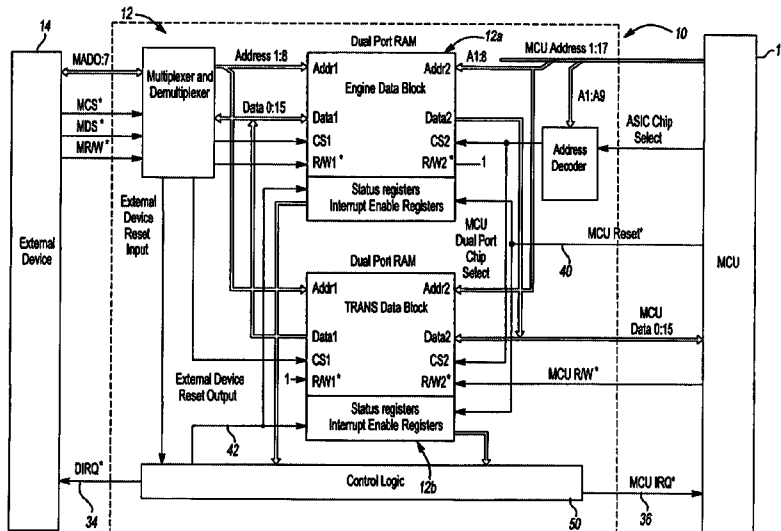 12
10
14
Dual Port RAM
12a
1
MADO:7
Multiplexer and
Demultiplexer
Address 1:8
Addr1
Addr2
A1:8
MCU Address 1:17
Engine Data Block
Data 0:15
A1:A9
MCS*
MDS*
MR/W*
Data1
Data2
CS1
CS2
R/W1*
R/W2*
1
Address
Decoder
ASIC Chip
Select
Status registers
Interrupt Enable Registers
External
Device
Reset
Input
External
Device
MCU
Dual Port
Chip
Select
MCU Reset*
40
MCU
Dual Port RAM
Addr1
Addr2
TRANS Data Block
Data1
Data2
MCU
Data 0:15
CS1
CS2
External Device
Reset Output
1
R/W1*
R/W2*
MCU R/W*
Status registers
Interrupt Enable Registers
42
12b
DIRQ*
34
Control Logic
50
MCU IRQ*
36